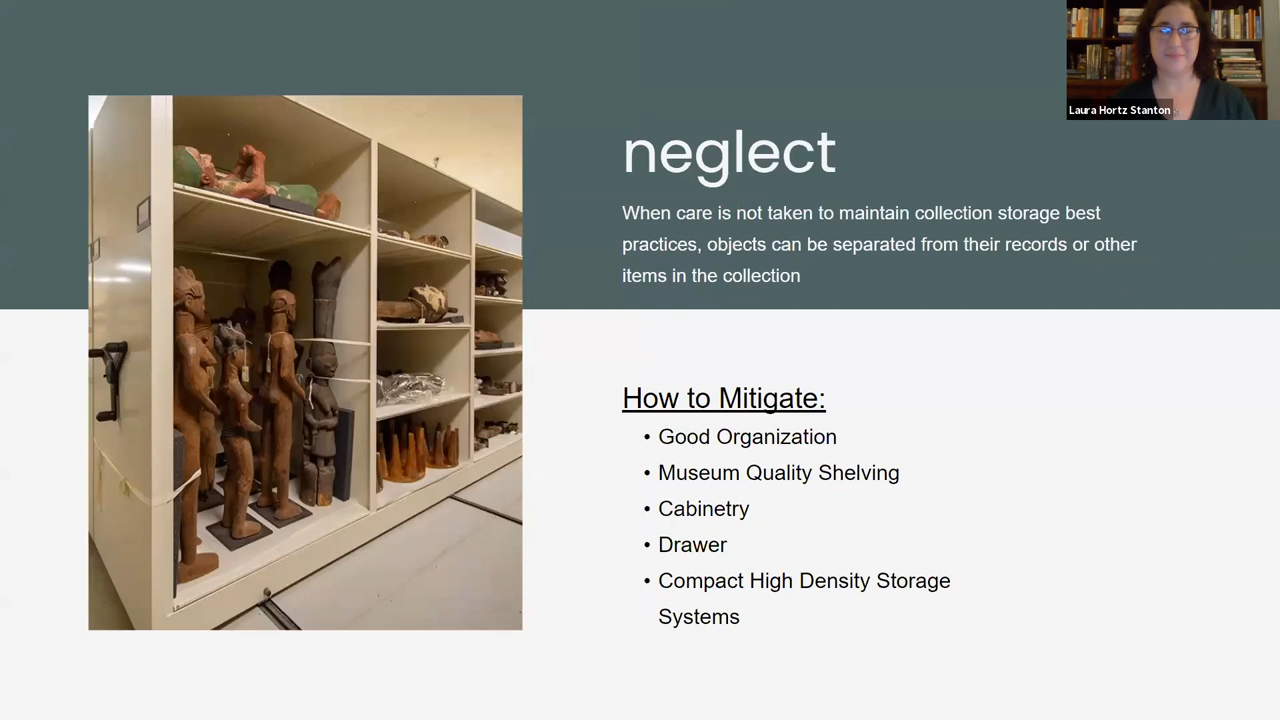 Laura Hortz Stanton
neglect
When care is not taken to maintain collection storage best
practices, objects can be separated from their records or other
items in the collection
How to Mitigate:
• Good Organization
• Museum Quality Shelving
• Cabinetry
• Drawer
• Compact High Density Storage
Systems